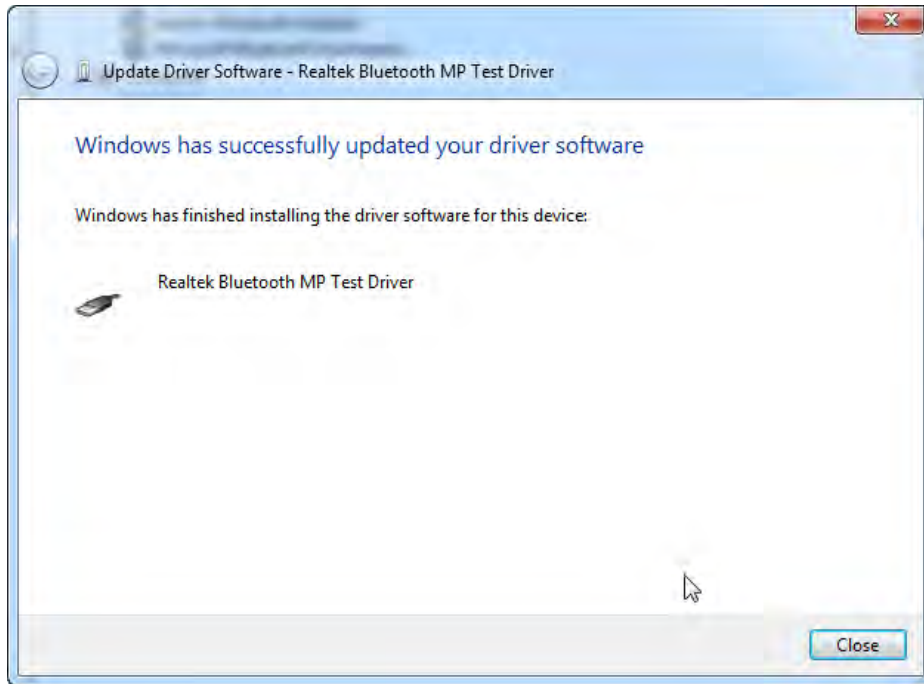 Update Driver Software - Realtek Bluetooth MP Test Driver
Windows has successfully updated your driver software
Windows has finished installing the driver software for this device:
Realtek Bluetooth MP Test Driver
Close